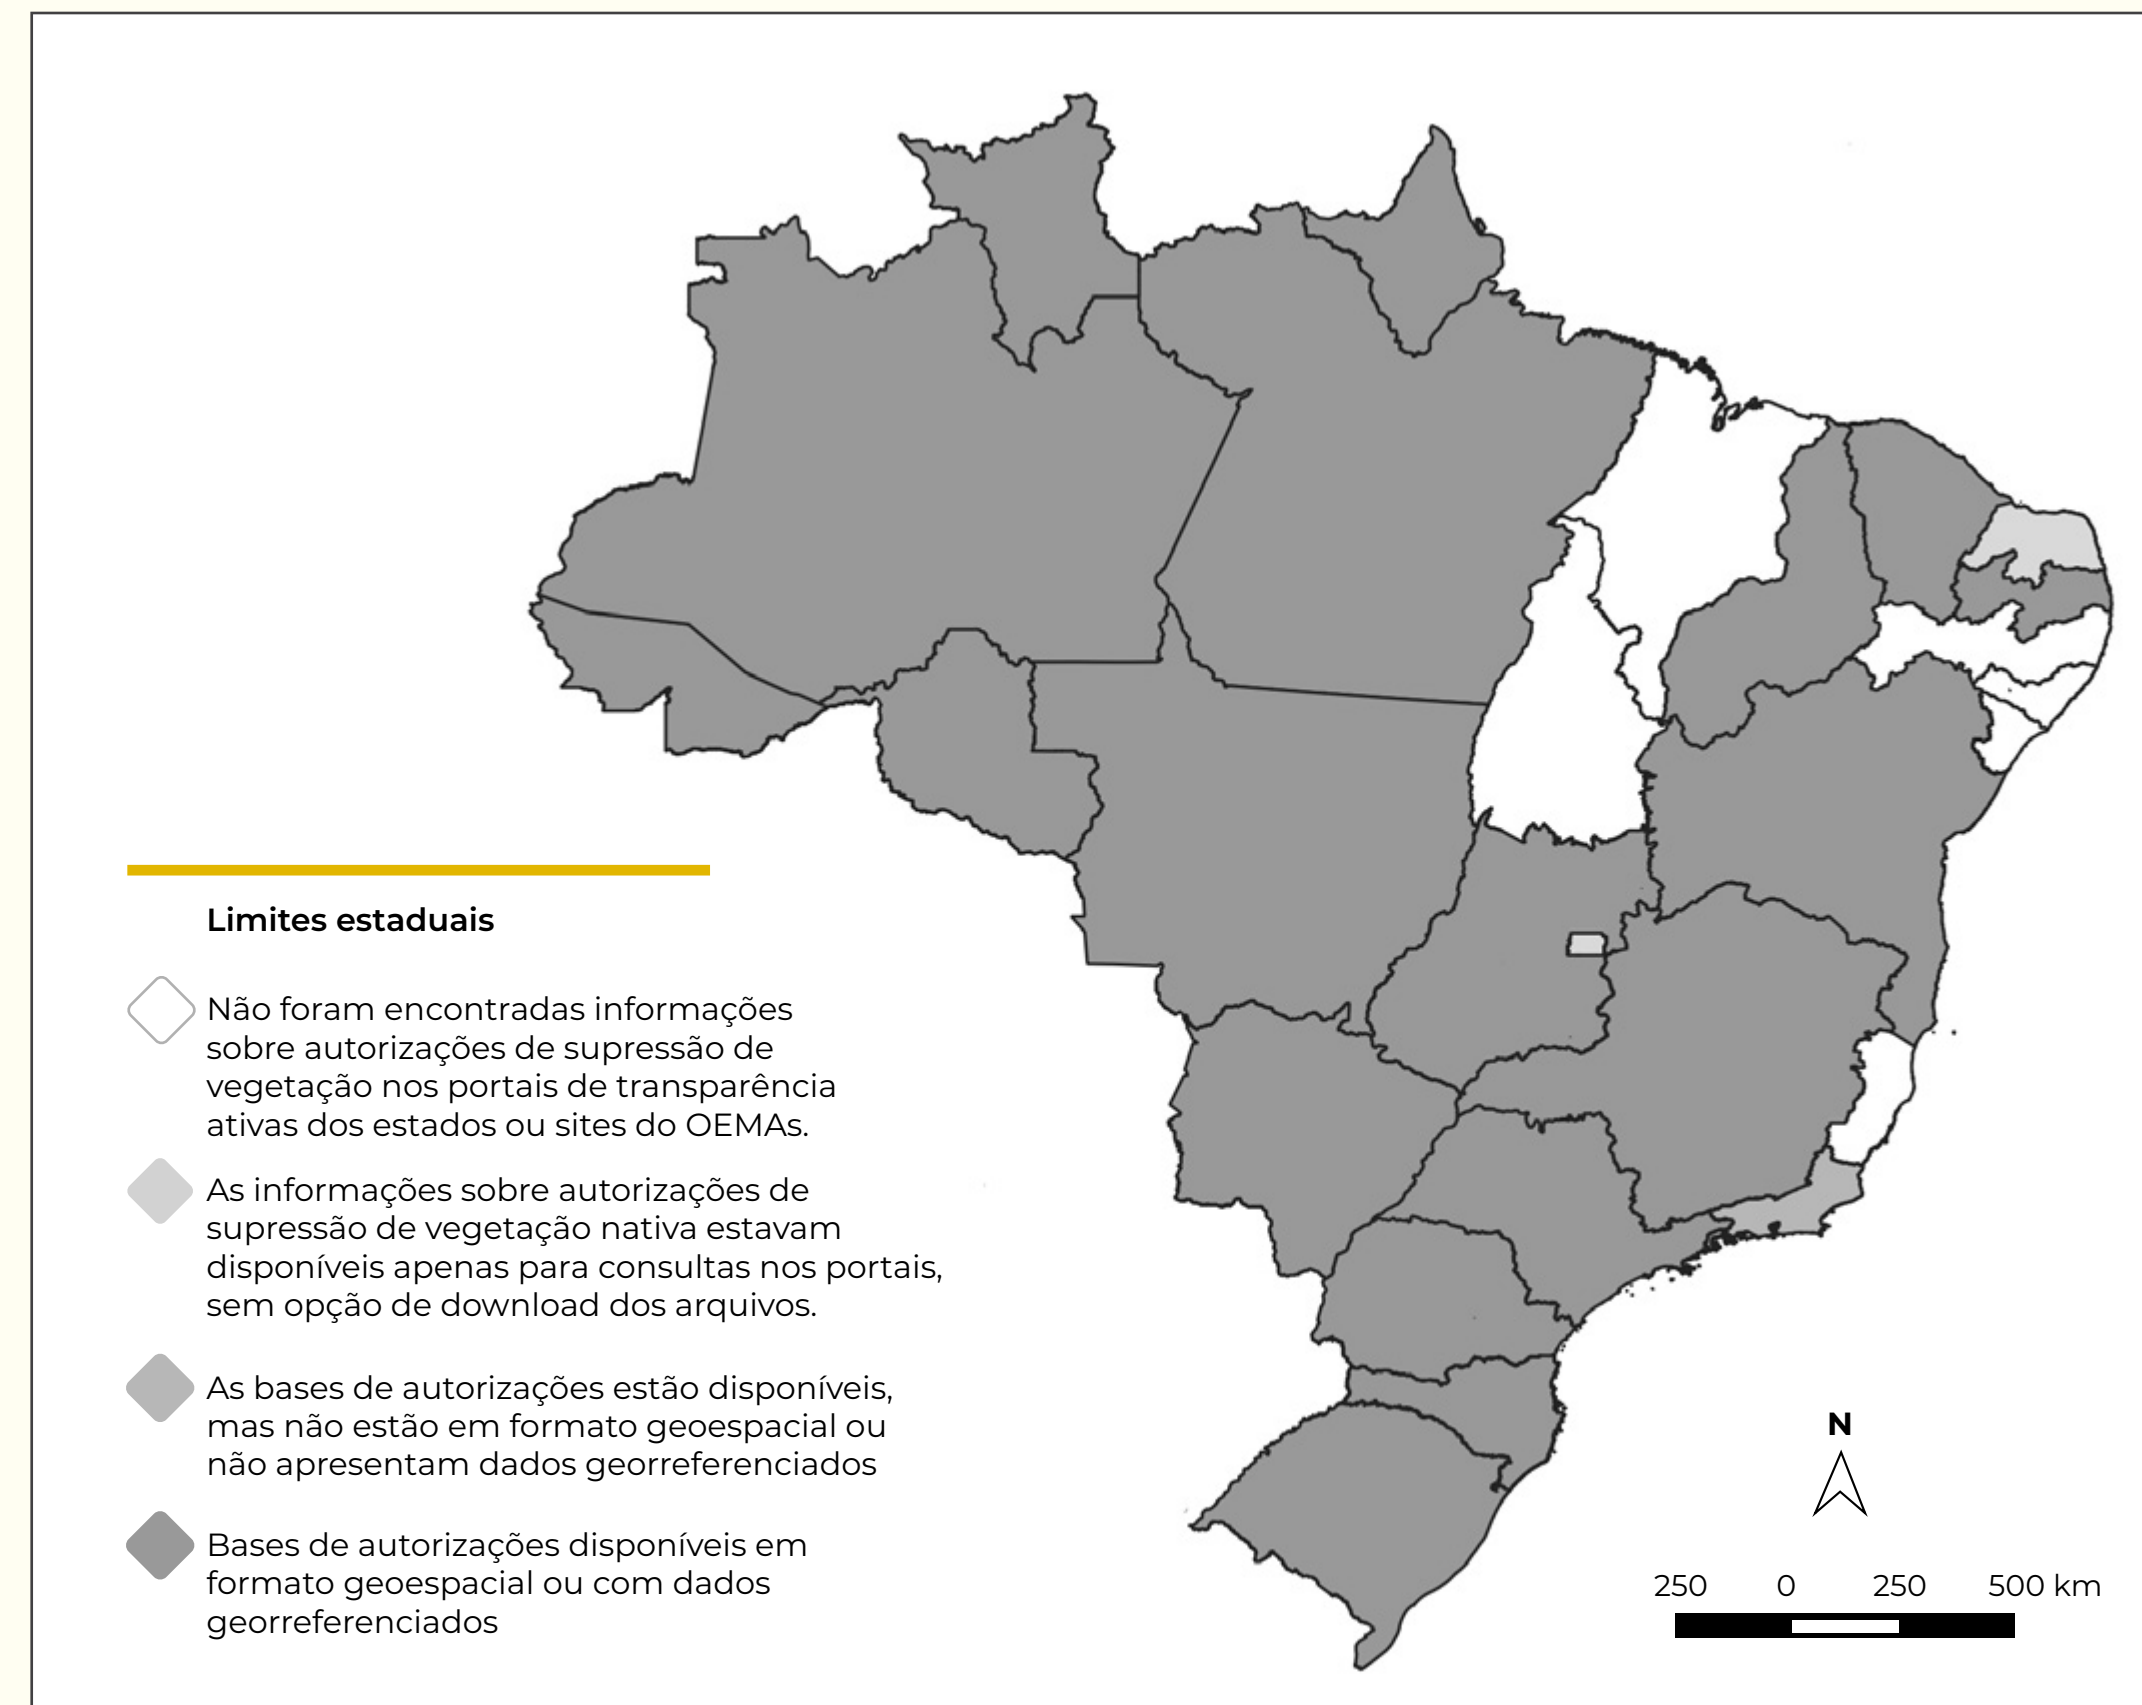 Limites estaduais
Não foram encontradas informações
sobre autorizações de supressão de
vegetação nos portais de transparência
ativas dos estados ou sites do OEMAs.
As informações sobre autorizações de
supressão de vegetação nativa estavam
disponíveis apenas para consultas nos portais,
sem opção de download dos arquivos.
As bases de autorizações estão disponíveis,
mas não estão em formato geoespacial ou
não apresentam dados georreferenciados
Bases de autorizações disponíveis em
formato geoespacial ou com dados
georreferenciados
N
250 0 250 500 km